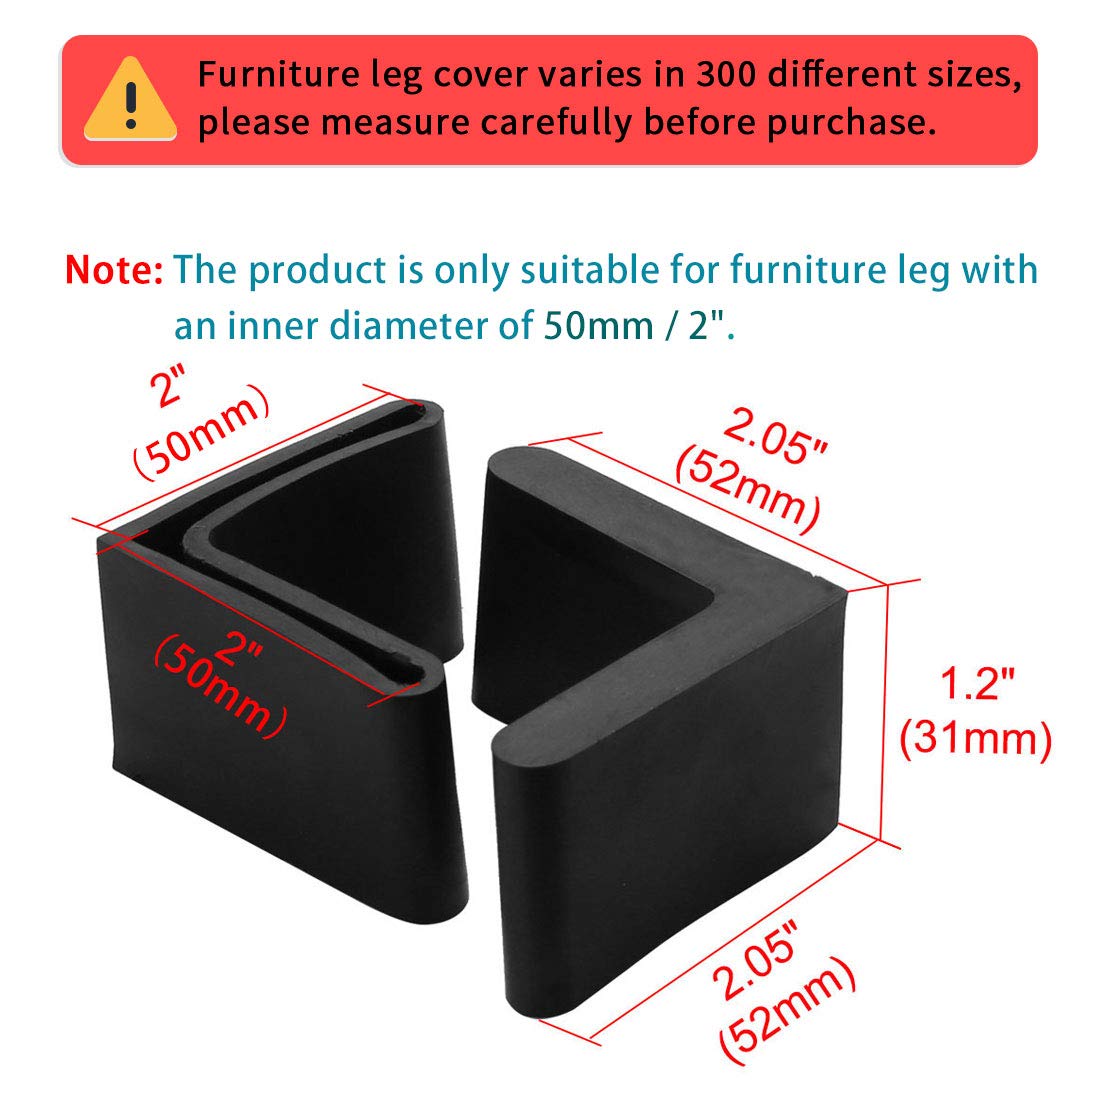 Furniture leg cover varies in 300 different sizes,
please measure carefully before purchase.
Note: The product is only suitable for furniture leg with
an inner diameter of 50mm / 2".
2"
(50mm)
2.05"
(52mm)
2"
(50mm)
1.2"
(31mm)
2.05"
(52mm)